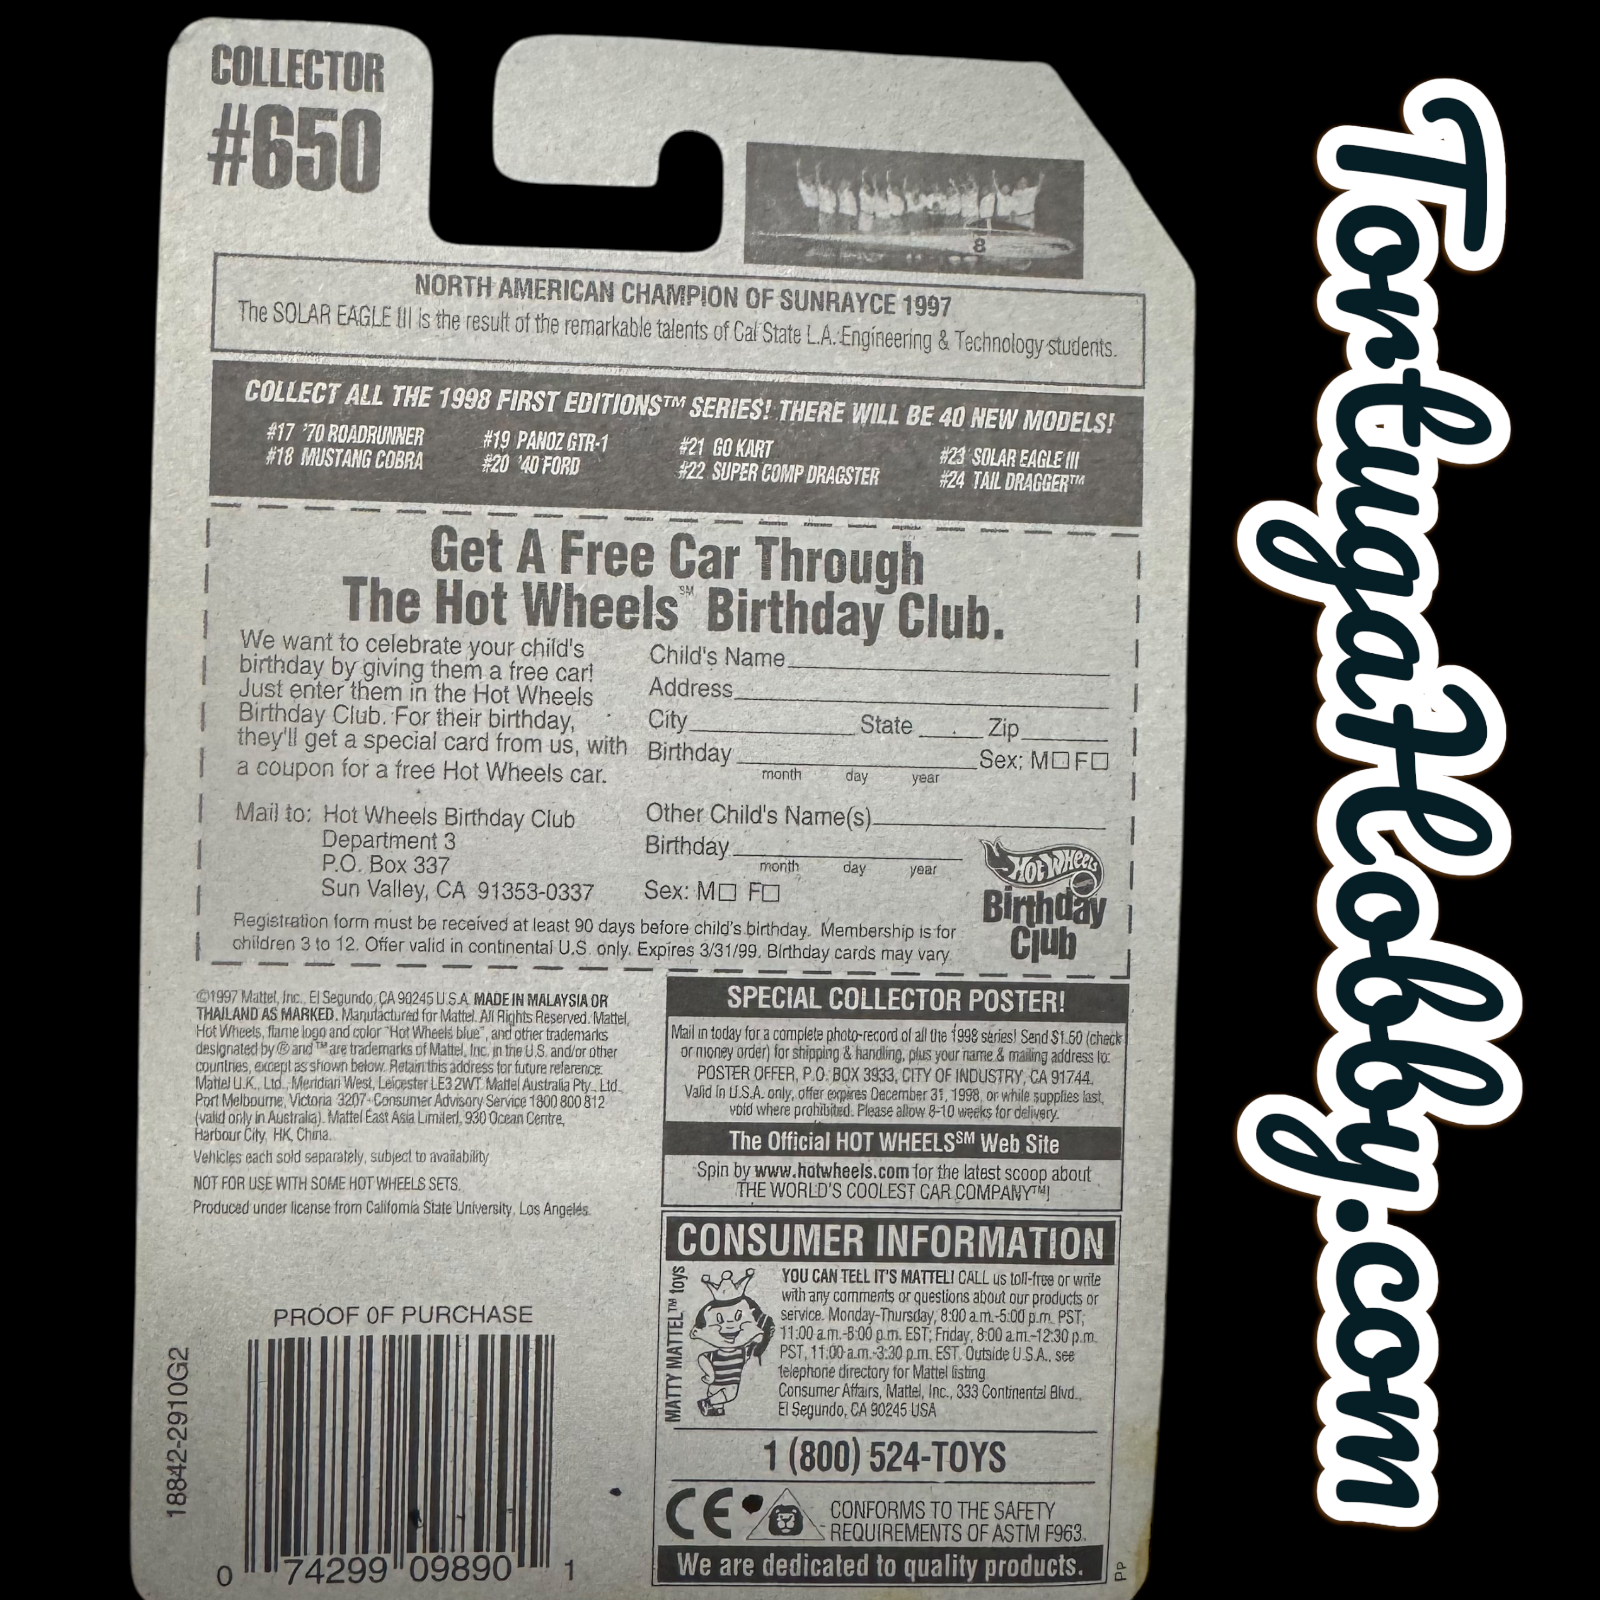 COLLECTOR
#650
8
NORTH AMERICAN CHAMPION OF SUNRAYCE 1997
The SOLAR EAGLE III is the result of the remarkable talents of Cal State L.A. Engineering & Technology students.
COLLECT ALL THE 1998 FIRST EDITIONS™ SERIES! THERE WILL BE 40 NEW MODELS!
#17 '70 ROADRUNNER
#18 MUSTANG COBRA
#19 PANOZ GTR-1
#20 '40 FORD
#21 GO KART
#22 SUPER COMP DRAGSTER
#23 SOLAR EAGLE III
#24 TAIL DRAGGER™
Get A Free Car Through
The Hot Wheels℠ Birthday Club.
We want to celebrate your child's
birthday by giving them a free car!
Just enter them in the Hot Wheels
Birthday Club. For their birthday,
they'll get a special card from us, with
a coupon for a free Hot Wheels car.
Mail to: Hot Wheels Birthday Club
Department 3
P.O. Box 337
Sun Valley, CA 91353-0337
Child's Name
Address
City State Zip
Birthday Sex: M□ F□
month day year
Other Child's Name(s)
Birthday
month day year
Sex: M□ F□
HOT WHEELS
Birthday
Club
Registration form must be received at least 90 days before child's birthday. Membership is for
children 3 to 12. Offer valid in continental U.S. only. Expires 3/31/99. Birthday cards may vary.
©1997 Mattel, Inc., El Segundo, CA 90245 U.S.A. MADE IN MALAYSIA OR
THAILAND AS MARKED. Manufactured for Mattel. All Rights Reserved. Mattel,
Hot Wheels, flame logo and color "Hot Wheels blue", and other trademarks
designated by ® and ™ are trademarks of Mattel, Inc. in the U.S. and/or other
countries, except as shown below. Retain this address for future reference:
Mattel U.K., Ltd., Meridian West, Leicester LE3 2WT. Mattel Australia Pty., Ltd.,
Port Melbourne, Victoria 3207- Consumer Advisory Service 1 800 800 812
(valid only in Australia). Mattel East Asia Limited, 930 Ocean Centre,
Harbour City, HK, China.
Vehicles each sold separately, subject to availability.
NOT FOR USE WITH SOME HOT WHEELS SETS.
Produced under license from California State University, Los Angeles.
SPECIAL COLLECTOR POSTER!
Mail in today for a complete photo-record of all the 1998 series! Send $1.50 (check
or money order) for shipping & handling, plus your name & mailing address to:
POSTER OFFER, P.O. BOX 3933, CITY OF INDUSTRY, CA 91744.
Valid in U.S.A. only, offer expires December 31, 1998, or while supplies last,
void where prohibited. Please allow 8-10 weeks for delivery.
The Official HOT WHEELS℠ Web Site
Spin by www.hotwheels.com for the latest scoop about
THE WORLD'S COOLEST CAR COMPANY™!
CONSUMER INFORMATION
MATTY MATTEL™ toys
YOU CAN TELL IT'S MATTEL! CALL us toll-free or write
with any comments or questions about our products or
service. Monday-Thursday, 8:00 a.m.-5:00 p.m. PST;
11:00 a.m.-8:00 p.m. EST; Friday, 8:00 a.m.-12:30 p.m.
PST, 11:00 a.m.-3:30 p.m. EST. Outside U.S.A., see
telephone directory for Mattel listing
Consumer Affairs, Mattel, Inc., 333 Continental Blvd.,
El Segundo, CA 90245 USA
1 (800) 524-TOYS
CE
CONFORMS TO THE SAFETY
REQUIREMENTS OF ASTM F963.
We are dedicated to quality products.
PP
PROOF OF PURCHASE
18842-2910G2
0 74299 09890 1
TortugaHobby.com